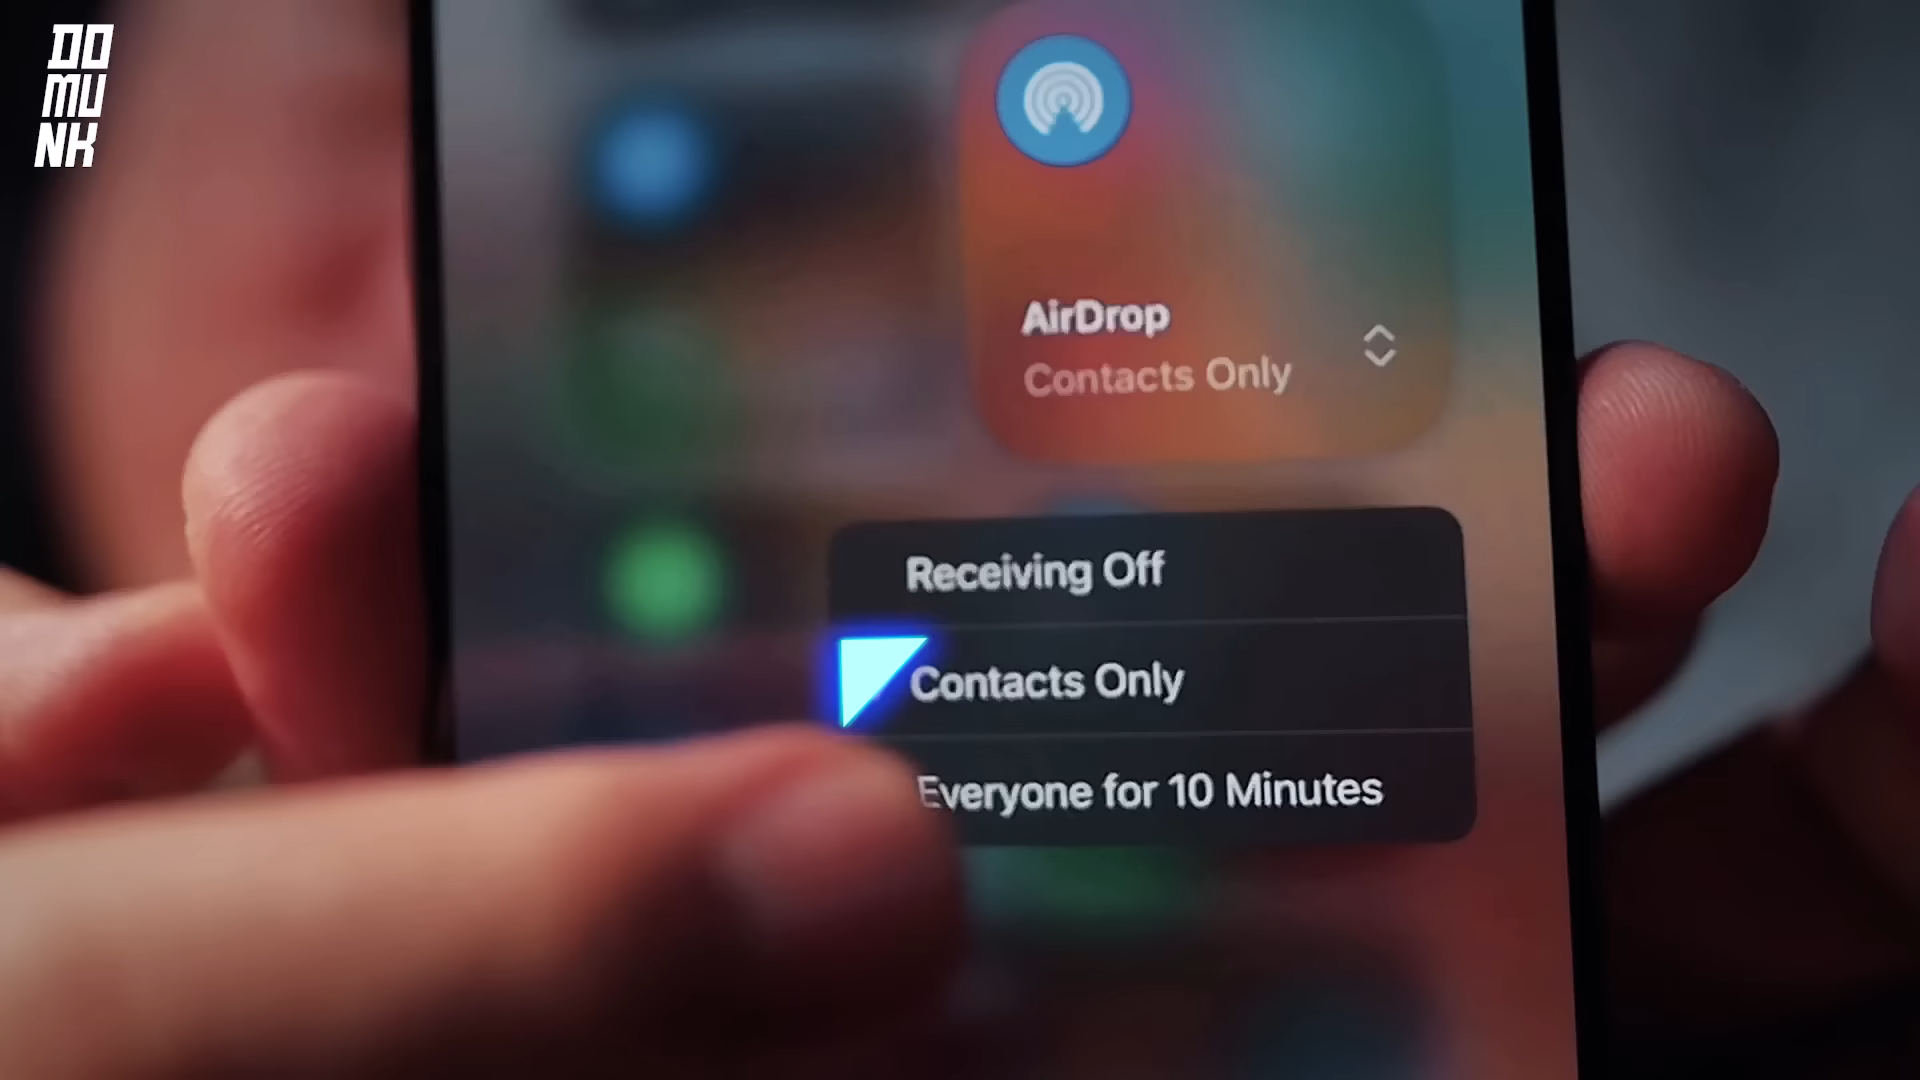 DO
MU
NK
AirDrop
Contacts Only
Receiving Off
Contacts Only
Everyone for 10 Minutes